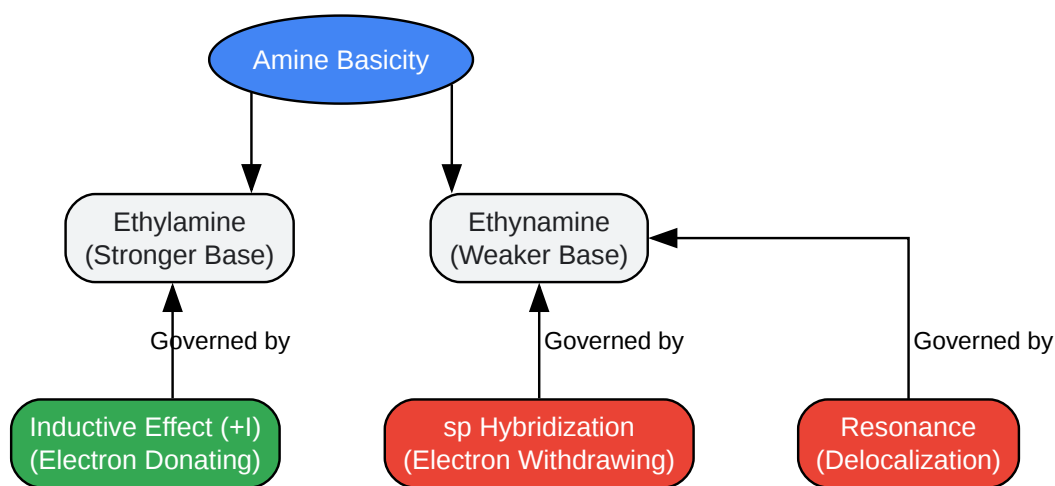 Amine Basicity
Ethylamine
(Stronger Base)
Ethynamine
(Weaker Base)
Governed by
Governed by
Governed by
Inductive Effect (+I)
(Electron Donating)
sp Hybridization
(Electron Withdrawing)
Resonance
(Delocalization)